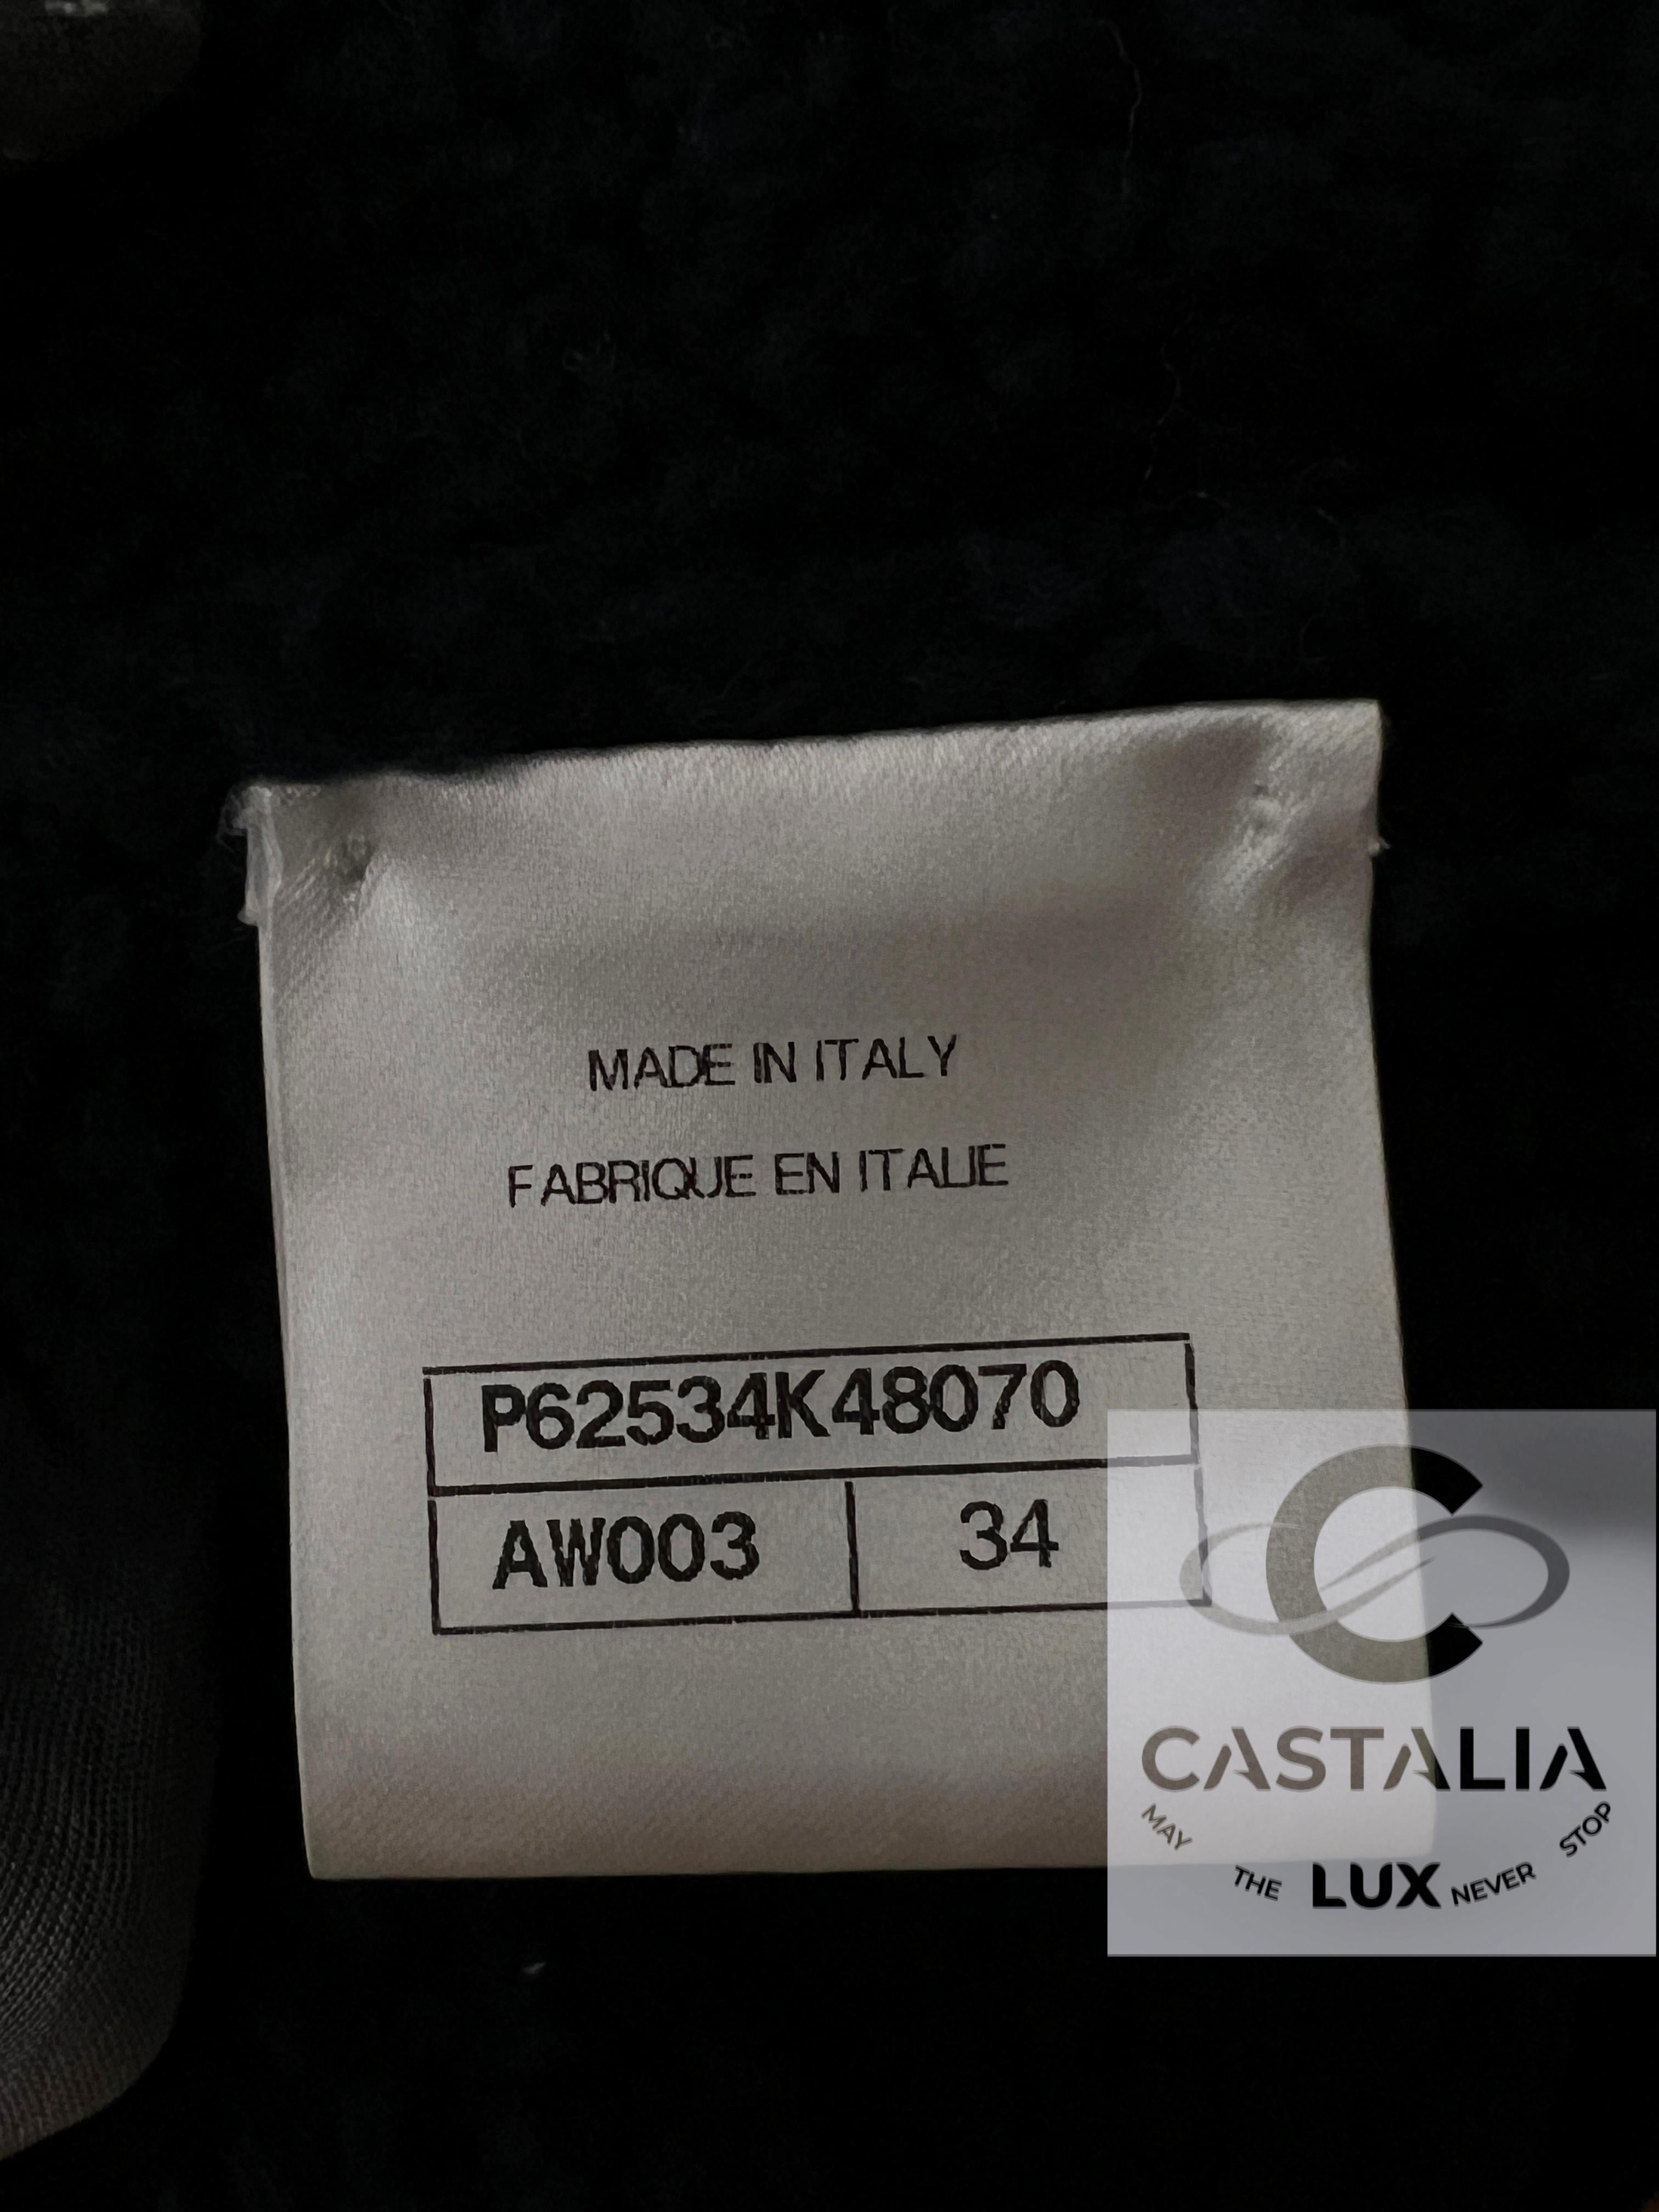 MADE IN ITALY
FABRIQUE EN ITALIE
P62534K48070
AW003 34
C
CASTALIA
MAY THE LUX NEVER STOP